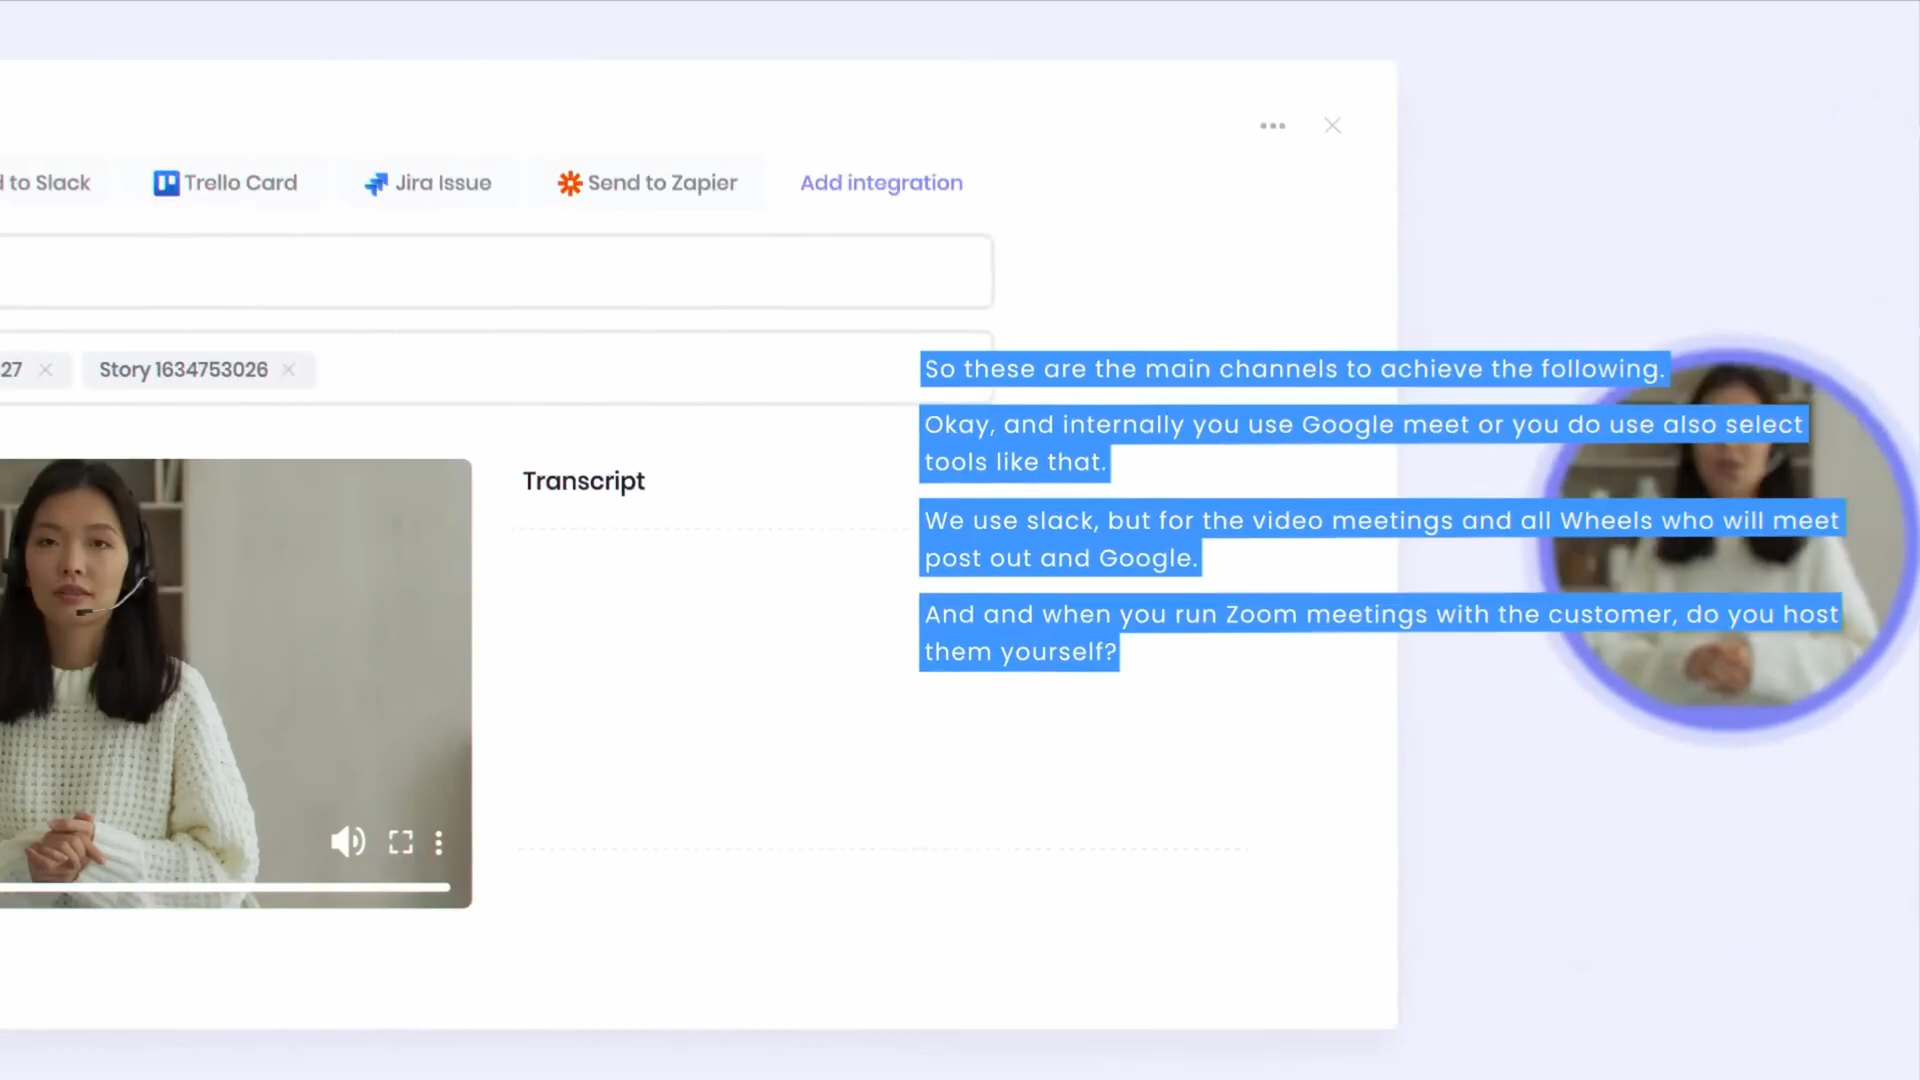 d to Slack
Trello Card
Jira Issue
Send to Zapier
Add integration
27
Story 1634753026
Transcript
So these are the main channels to achieve the following.
Okay, and internally you use Google meet or you do use also select
tools like that.
We use slack, but for the video meetings and all Wheels who will meet
post out and Google.
And and when you run Zoom meetings with the customer, do you host
them yourself?